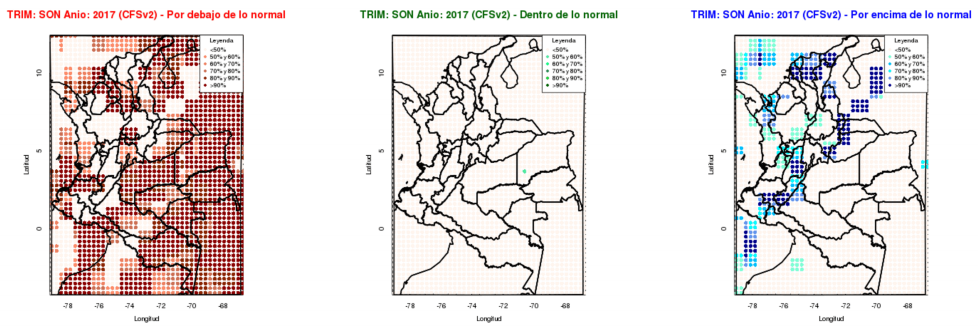 TRIM: SON Anio: 2017 (CFSv2) - Por debajo de lo normal
Leyenda
<50%
50% y 60%
60% y 70%
70% y 80%
80% y 90%
>90%
10
5
0
Latitud
-78
-76
-74
-72
-70
-68
Longitud
TRIM: SON Anio: 2017 (CFSv2) - Dentro de lo normal
Leyenda
<50%
50% y 60%
60% y 70%
70% y 80%
80% y 90%
>90%
10
5
0
Latitud
-78
-76
-74
-72
-70
-68
Longitud
TRIM: SON Anio: 2017 (CFSv2) - Por encima de lo normal
Leyenda
<50%
50% y 60%
60% y 70%
70% y 80%
80% y 90%
>90%
10
5
0
Latitud
-78
-76
-74
-72
-70
-68
Longitud